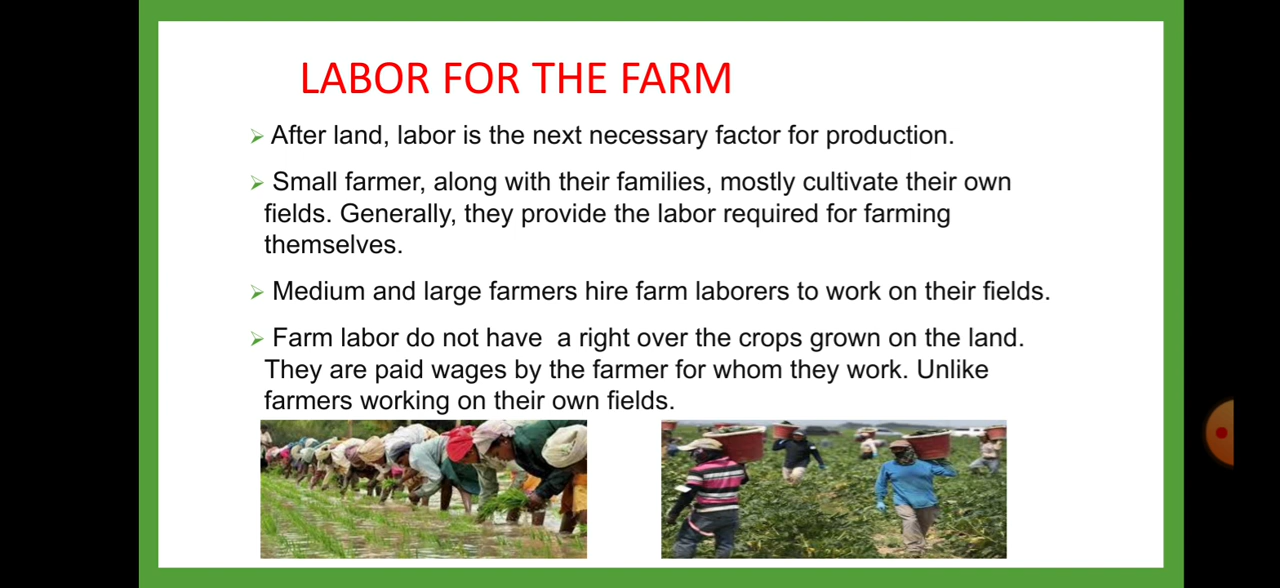 LABOR FOR THE FARM
After land, labor is the next necessary factor for production.
Small farmer, along with their families, mostly cultivate their own
fields. Generally, they provide the labor required for farming
themselves.
Medium and large farmers hire farm laborers to work on their fields.
Farm labor do not have  a right over the crops grown on the land.
They are paid wages by the farmer for whom they work. Unlike
farmers working on their own fields.